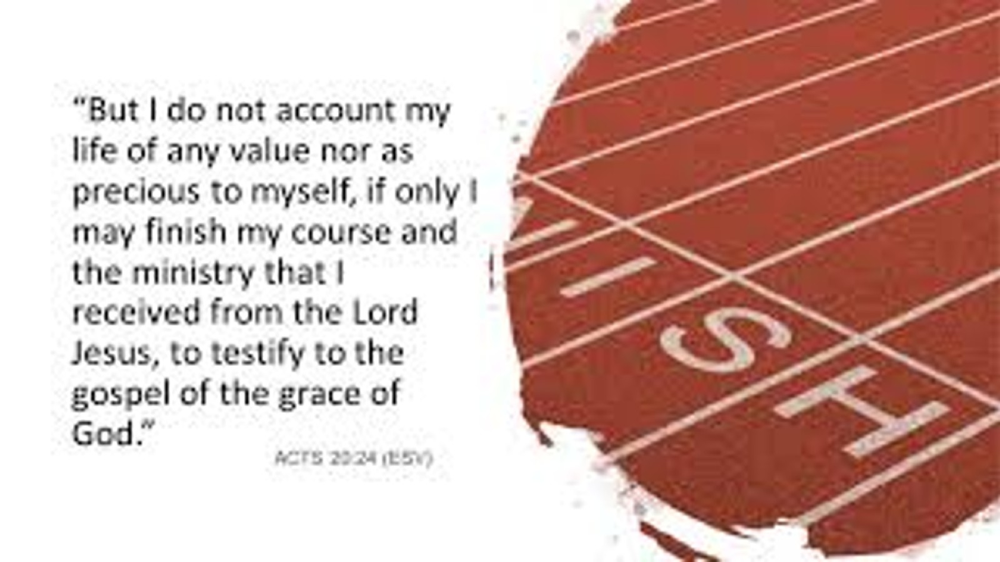 “But I do not account my
life of any value nor as
precious to myself, if only I
may finish my course and
the ministry that I
received from the Lord
Jesus, to testify to the
gospel of the grace of
God.”
ACTS 20:24 (ESV)
I
S
H